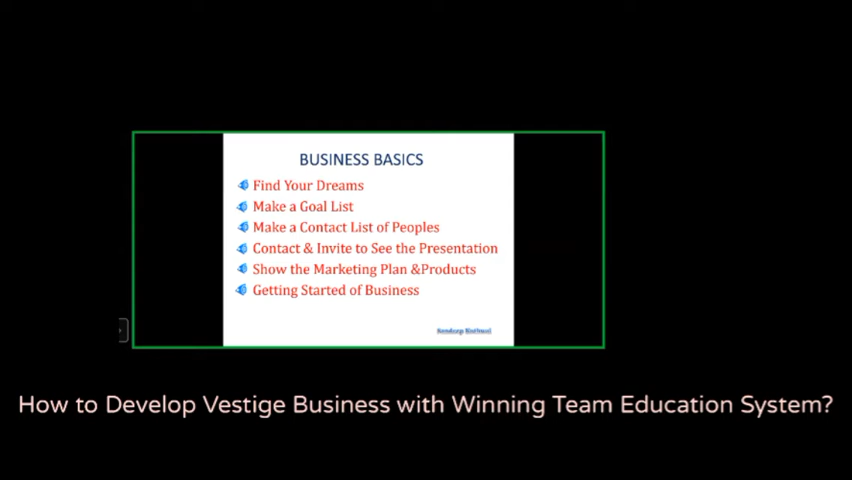 BUSINESS BASICS
Find Your Dreams
Make a Goal List
Make a Contact List of Peoples
Contact & Invite to See the Presentation
Show the Marketing Plan &Products
Getting Started of Business
How to Develop Vestige Business with Winning Team Education System?